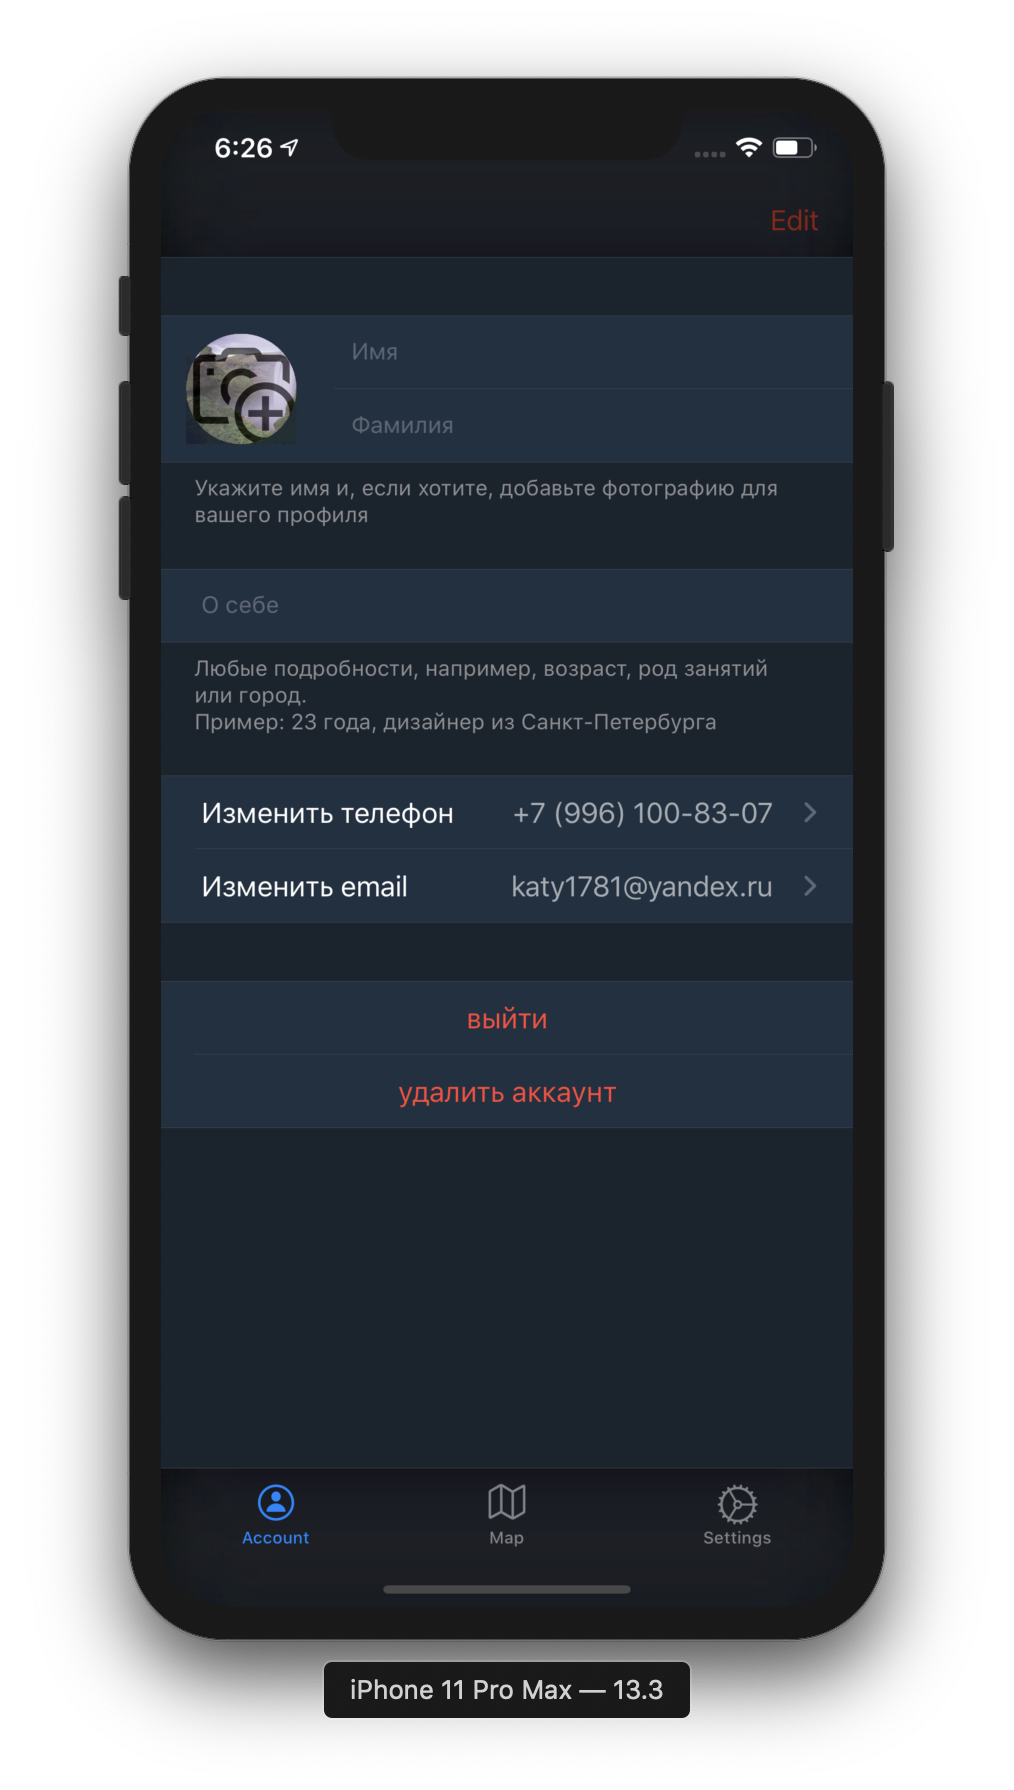 6:26
Edit
Имя
Фамилия
Укажите имя и, если хотите, добавьте фотографию для
вашего профиля
О себе
Любые подробности, например, возраст, род занятий
или город.
Пример: 23 года, дизайнер из Санкт-Петербурга
Изменить телефон +7 (996) 100-83-07
Изменить email katy1781@yandex.ru
выйти
удалить аккаунт
Account Map Settings
iPhone 11 Pro Max — 13.3